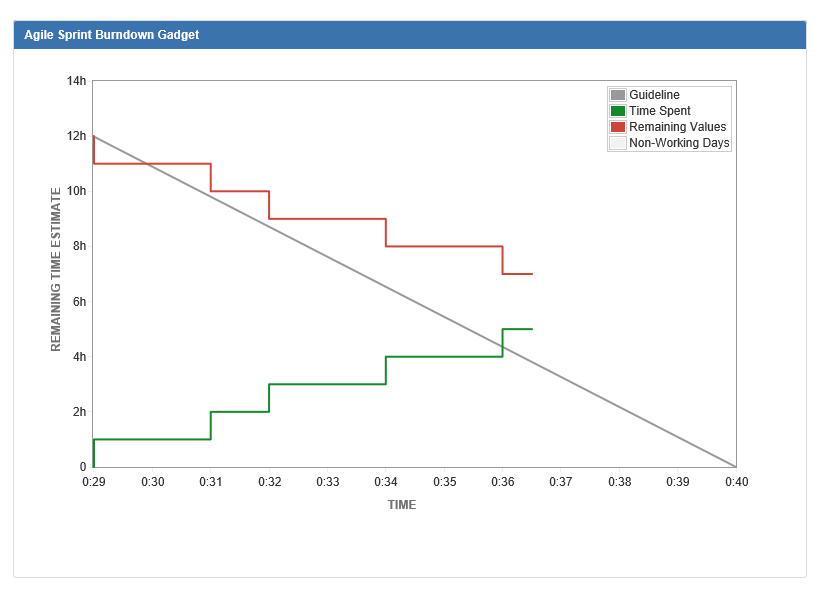 Agile Sprint Burndown Gadget
14h
12h
10h
8h
6h
4h
2h
0
REMAINING TIME ESTIMATE
Guideline
Time Spent
Remaining Values
Non-Working Days
0:29 0:30 0:31 0:32 0:33 0:34 0:35 0:36 0:37 0:38 0:39 0:40
TIME